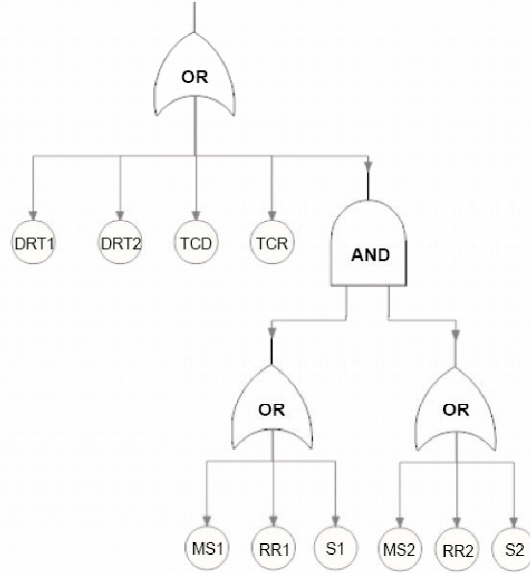 OR
DRT1 DRT2 TCD TCR
AND
OR OR
MS1 RR1 S1 MS2 RR2 S2